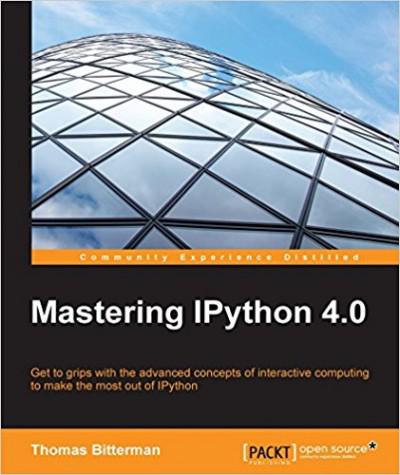 Community Experience Distilled
Mastering IPython 4.0
Get to grips with the advanced concepts of interactive computing
to make the most out of IPython
Thomas Bitterman
[PACKT] open source*
PUBLISHING